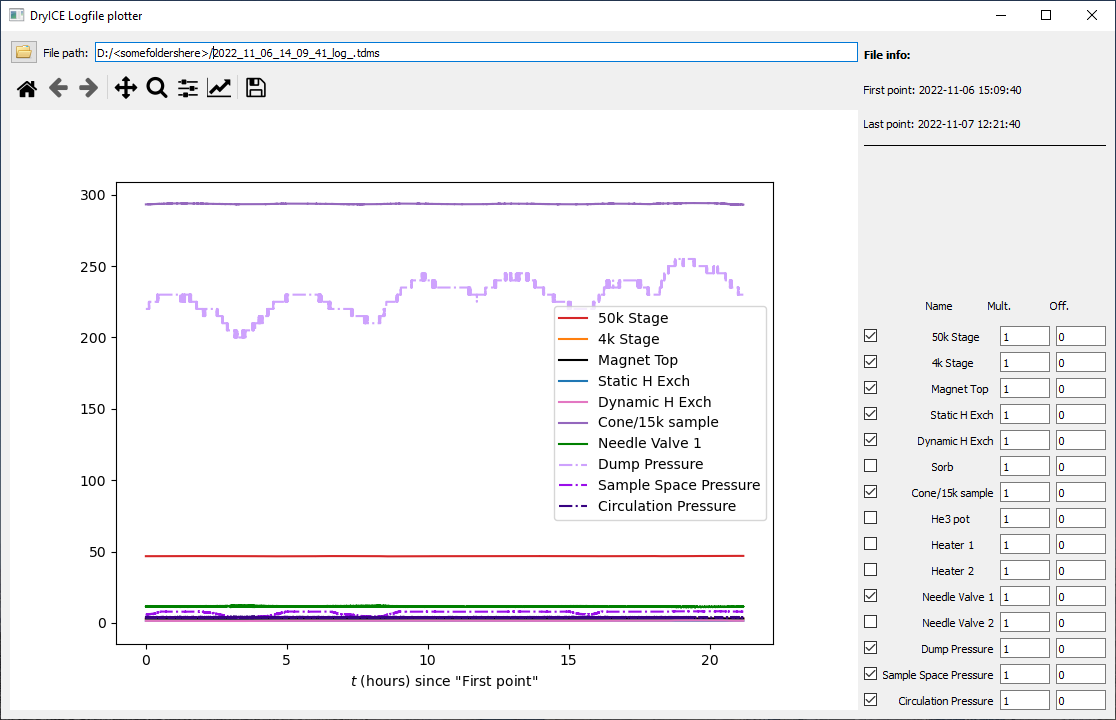 DryICE Logfile plotter
File path: D:/<somefoldershere>/2022_11_06_14_09_41_log_.tdms
File info:
First point: 2022-11-06 15:09:40
Last point: 2022-11-07 12:21:40
300
250
200
150
100
50
0
0 5 10 15 20
t (hours) since "First point"
50k Stage
4k Stage
Magnet Top
Static H Exch
Dynamic H Exch
Cone/15k sample
Needle Valve 1
Dump Pressure
Sample Space Pressure
Circulation Pressure
Name Mult. Off.
50k Stage 1 0
4k Stage 1 0
Magnet Top 1 0
Static H Exch 1 0
Dynamic H Exch 1 0
Sorb 1 0
Cone/15k sample 1 0
He3 pot 1 0
Heater 1 1 0
Heater 2 1 0
Needle Valve 1 1 0
Needle Valve 2 1 0
Dump Pressure 1 0
Sample Space Pressure 1 0
Circulation Pressure 1 0